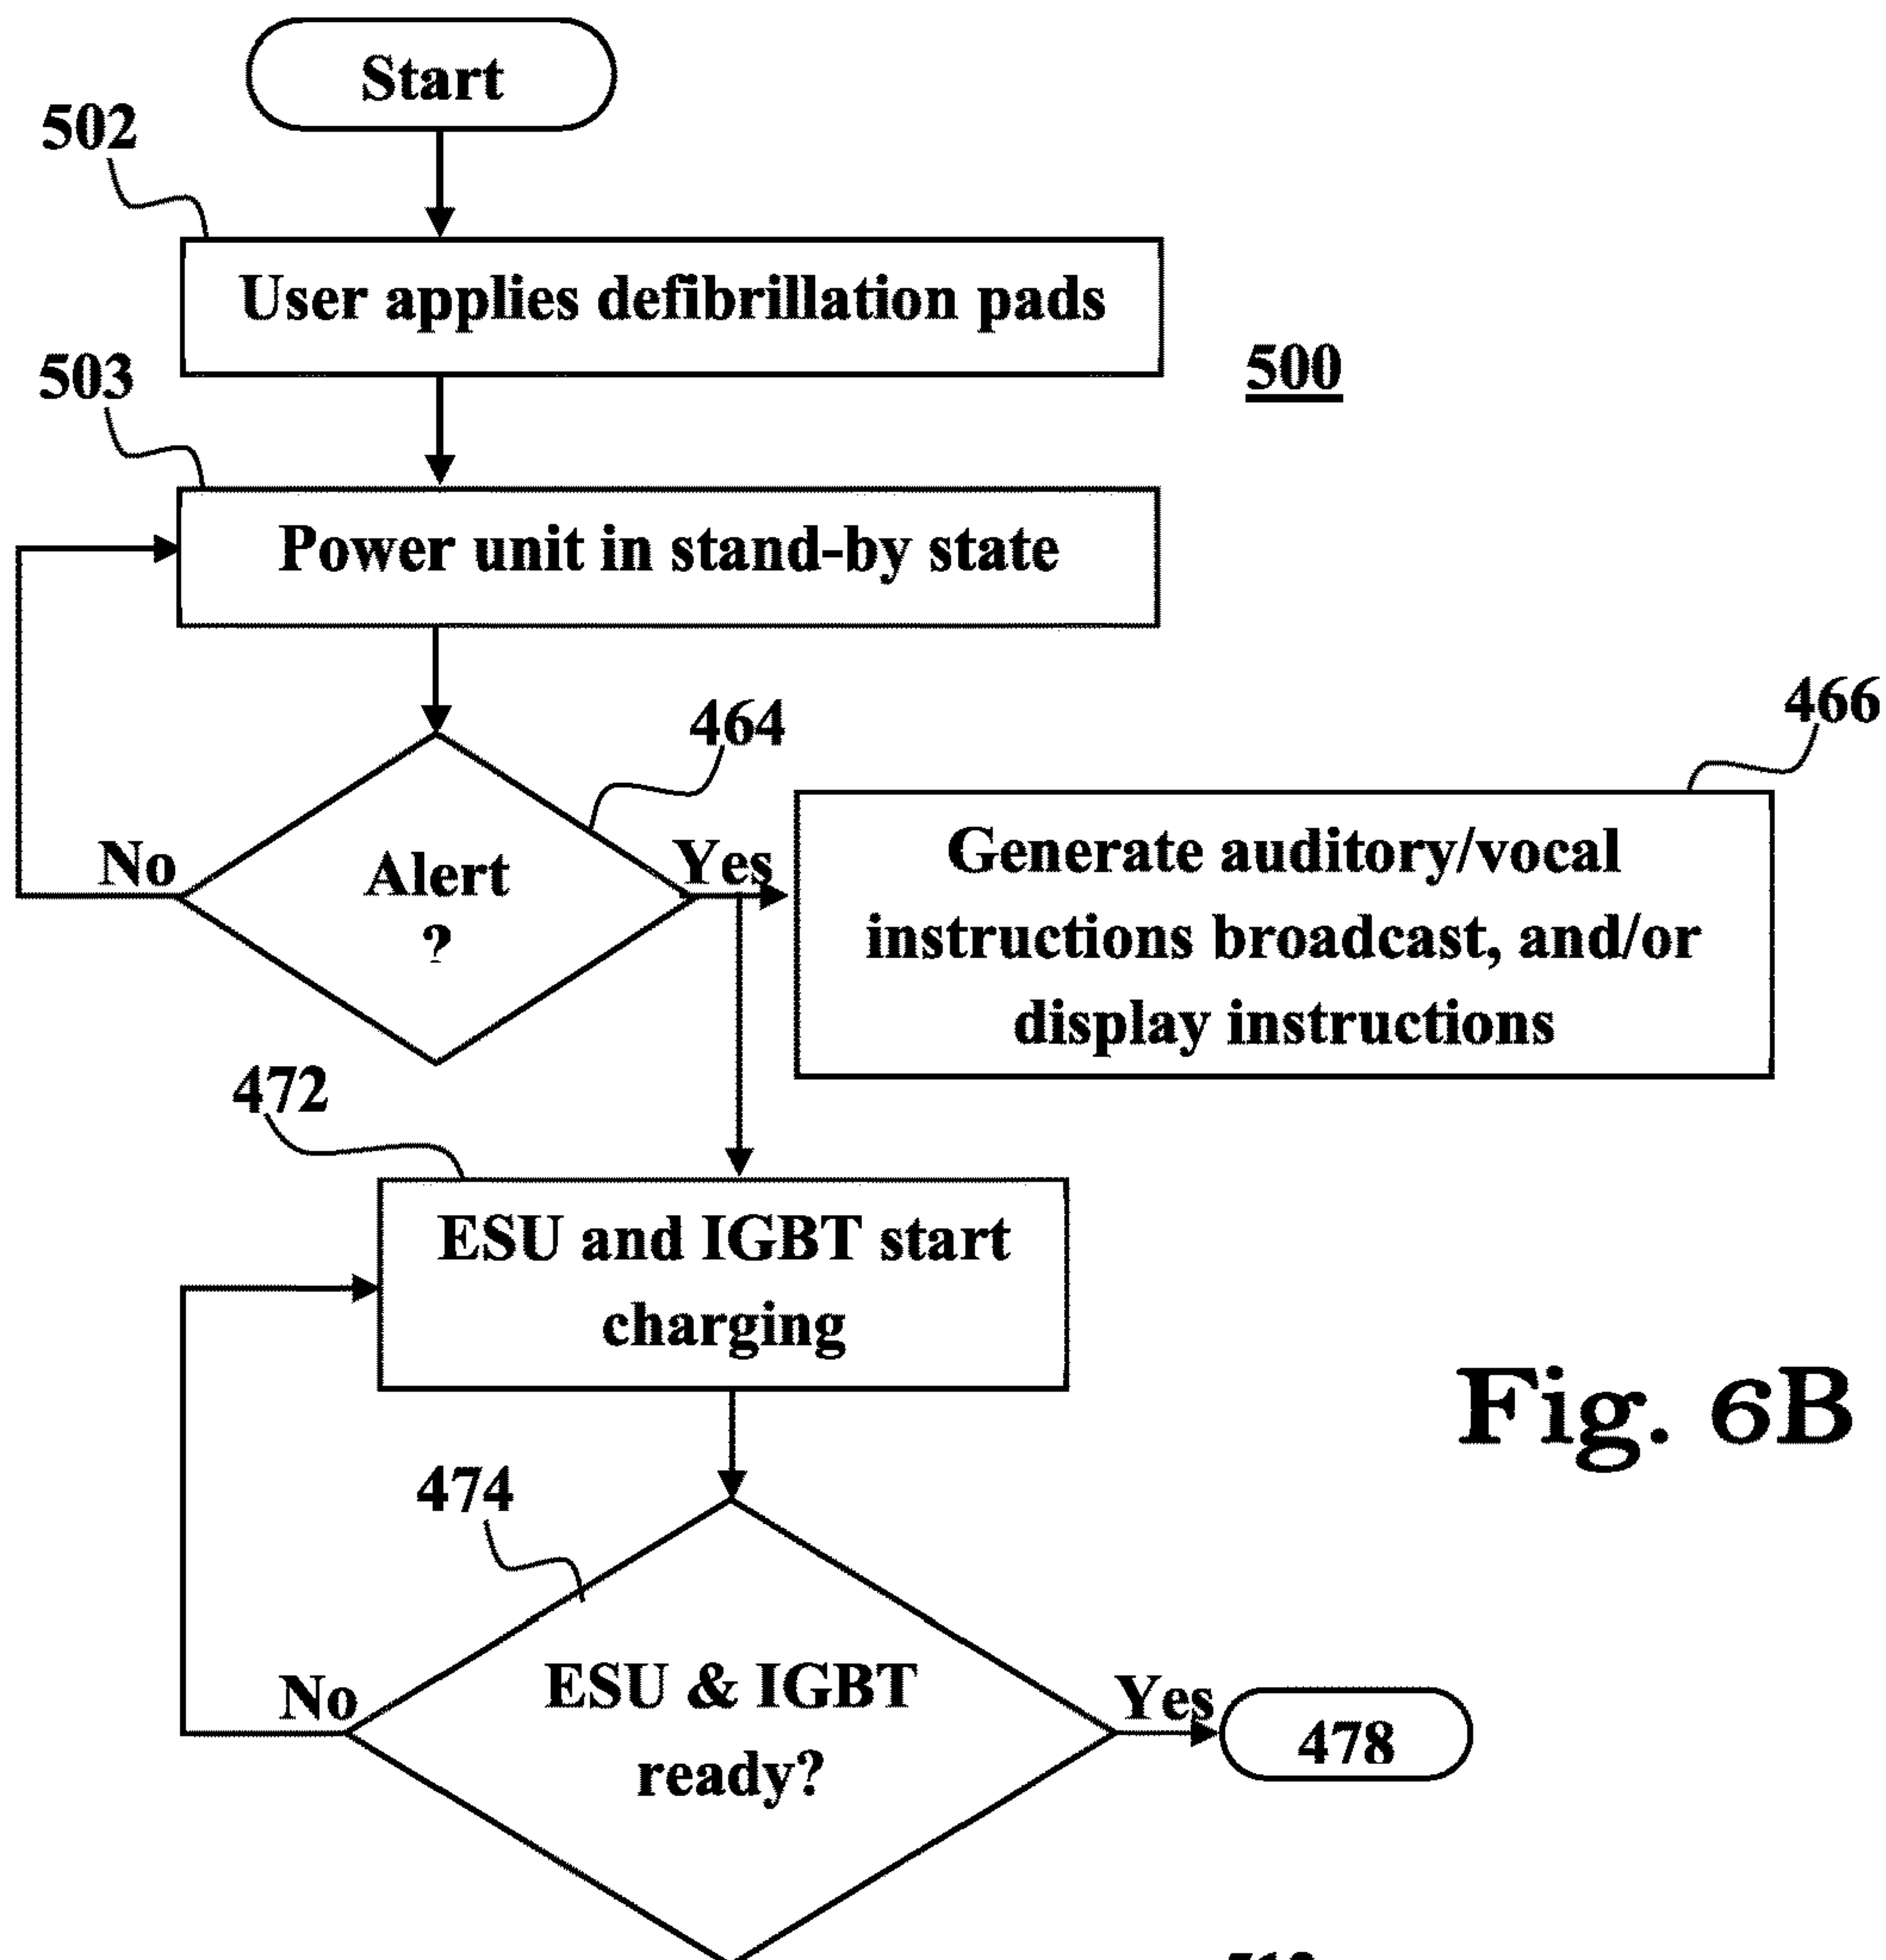 Start
502
User applies defibrillation pads
503
500
Power unit in stand-by state
464
466
No
Alert
?
Yes
Generate auditory/vocal
instructions broadcast, and/or
display instructions
472
ESU and IGBT start
charging
Fig. 6B
474
No
ESU & IGBT
ready?
Yes
478